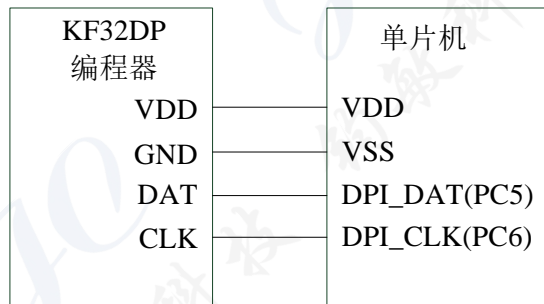 KF32DP
编程器
VDD
GND
DAT
CLK
单片机
VDD
VSS
DPI_DAT(PC5)
DPI_CLK(PC6)